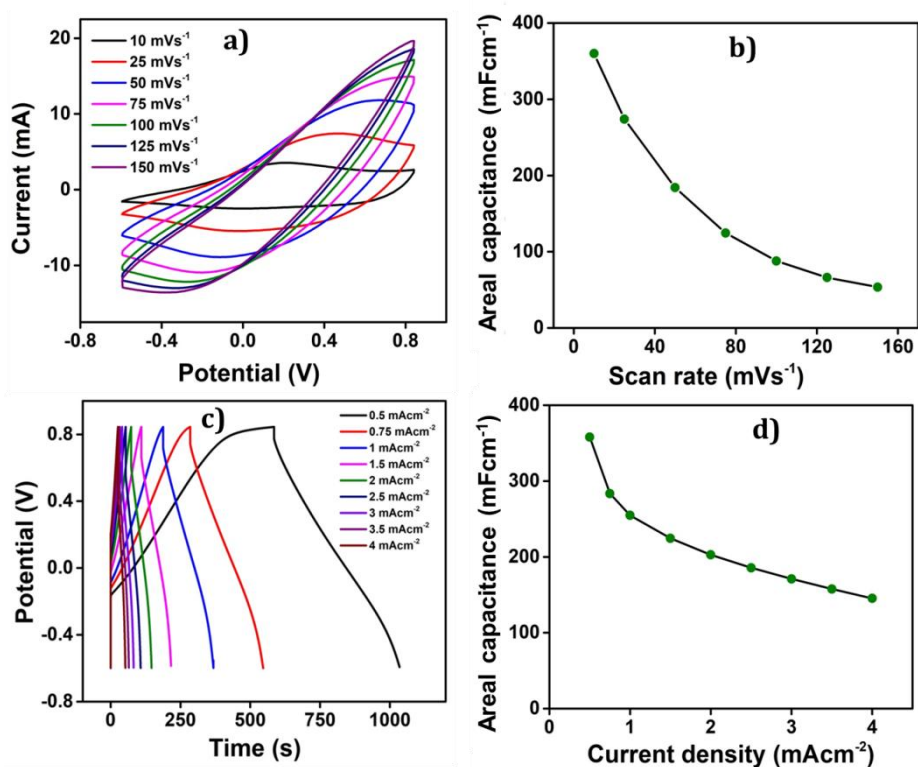 a)
10 mVs⁻¹
25 mVs⁻¹
50 mVs⁻¹
75 mVs⁻¹
100 mVs⁻¹
125 mVs⁻¹
150 mVs⁻¹
20
10
0
-10
Current (mA)
-0.8 -0.4 0.0 0.4 0.8
Potential (V)
b)
400
300
200
100
0
Areal capacitance (mFcm⁻¹)
0 40 80 120 160
Scan rate (mVs⁻¹)
c)
0.5 mAcm⁻²
0.75 mAcm⁻²
1 mAcm⁻²
1.5 mAcm⁻²
2 mAcm⁻²
2.5 mAcm⁻²
3 mAcm⁻²
3.5 mAcm⁻²
4 mAcm⁻²
0.8
0.4
0.0
-0.4
-0.8
Potential (V)
0 250 500 750 1000
Time (s)
d)
400
300
200
100
0
Areal capacitance (mFcm⁻¹)
0 1 2 3 4
Current density (mAcm⁻²)